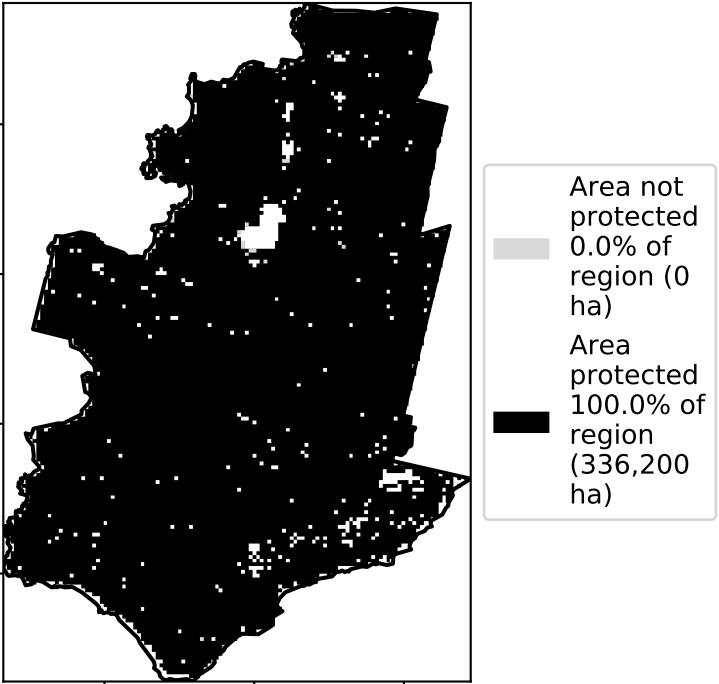 Area not
protected
0.0% of
region (0
ha)
Area
protected
100.0% of
region
(336,200
ha)